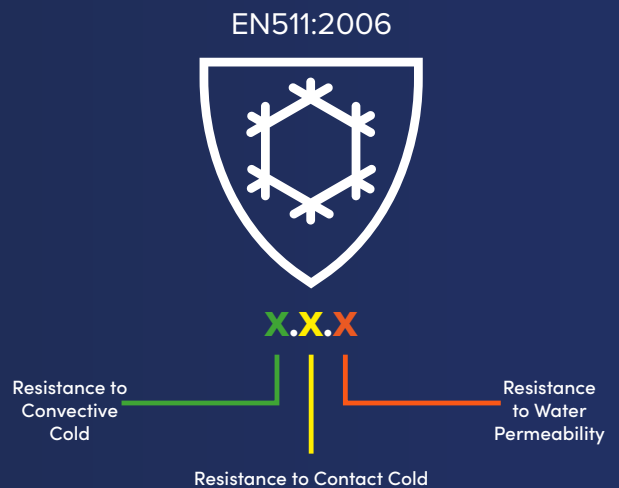 EN511:2006
X.X.X
Resistance to
Convective
Cold
Resistance
to Water
Permeability
Resistance to Contact Cold